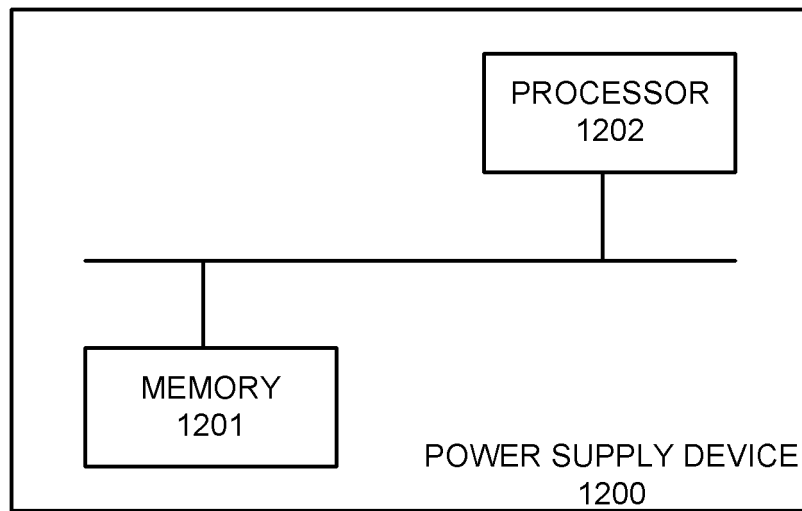 PROCESSOR
1202
MEMORY
1201
POWER SUPPLY DEVICE
1200